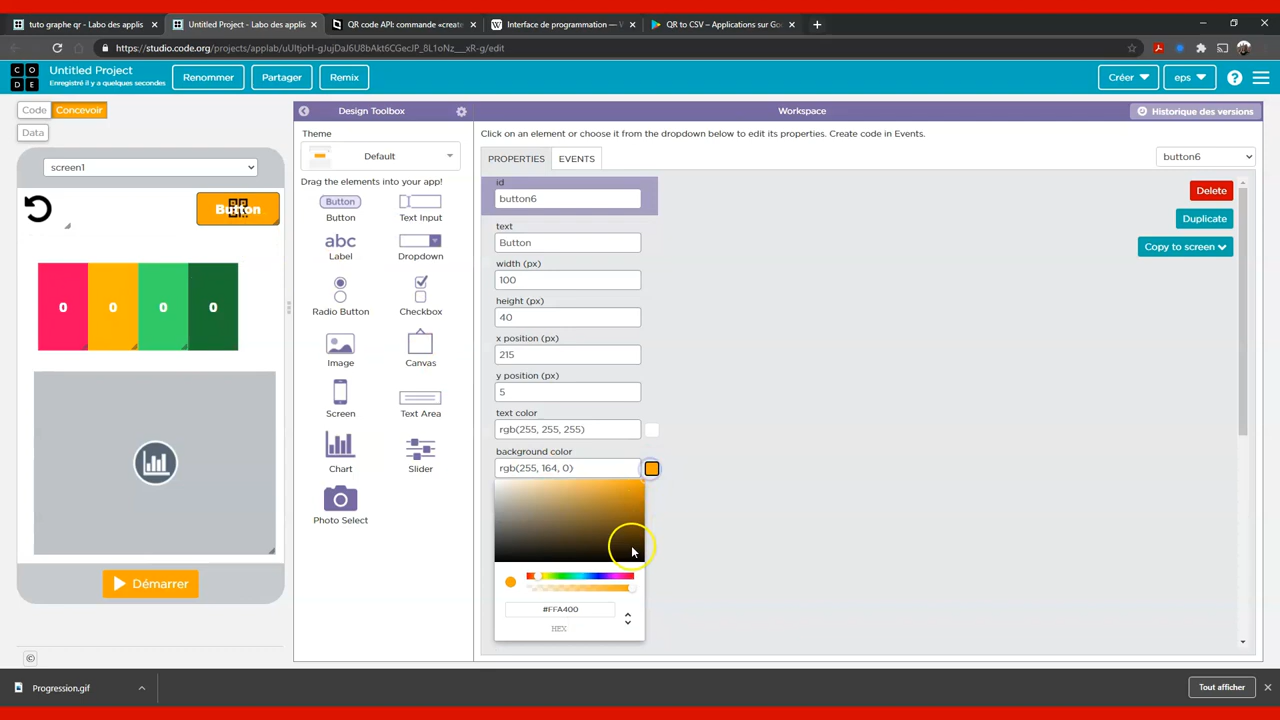 tuto graphe qr - Labo des applis
Untitled Project - Labo des applis
QR code API: commande «create
Interface de programmation — W
QR to CSV – Applications sur Go
https://studio.code.org/projects/applab/uUItjoH-gJujDaJ6U8bAkt6CGecJP_8L1oNz___xR-g/edit
C O
D E
Untitled Project
Enregistré il y a quelques secondes
Renommer
Partager
Remix
Créer
eps
Code
Concevoir
Data
Design Toolbox
Workspace
Historique des versions
Theme
Default
Click on an element or choose it from the dropdown below to edit its properties. Create code in Events.
PROPERTIES
EVENTS
button6
screen1
Button
0
0
0
0
Démarrer
Drag the elements into your app!
Button
Button
Text Input
abc
Label
Dropdown
Radio Button
Checkbox
Image
Canvas
Screen
Text Area
Chart
Slider
Photo Select
id
button6
text
Button
width (px)
100
height (px)
40
x position (px)
215
y position (px)
5
text color
rgb(255, 255, 255)
background color
rgb(255, 164, 0)
#FFA400
HEX
Delete
Duplicate
Copy to screen
©
Progression.gif
Tout afficher